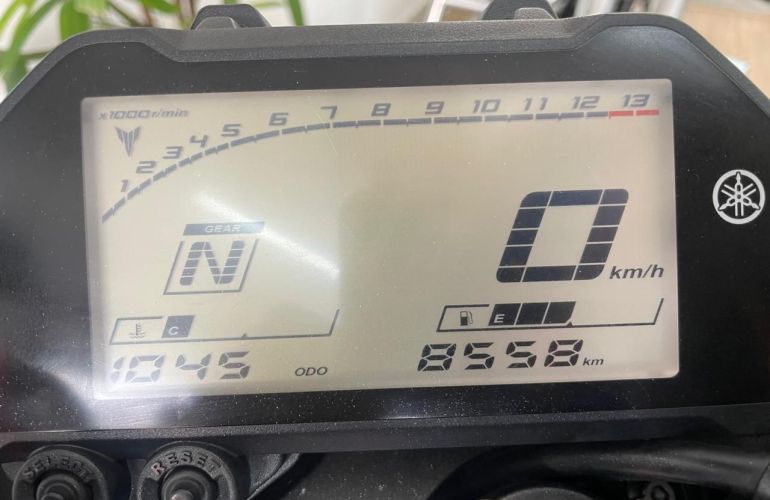 x1000r/min
1 2 3 4 5 6 7 8 9 10 11 12 13
GEAR
N
0 km/h
C
E
1045 ODO 8558 km
SELECT RESET